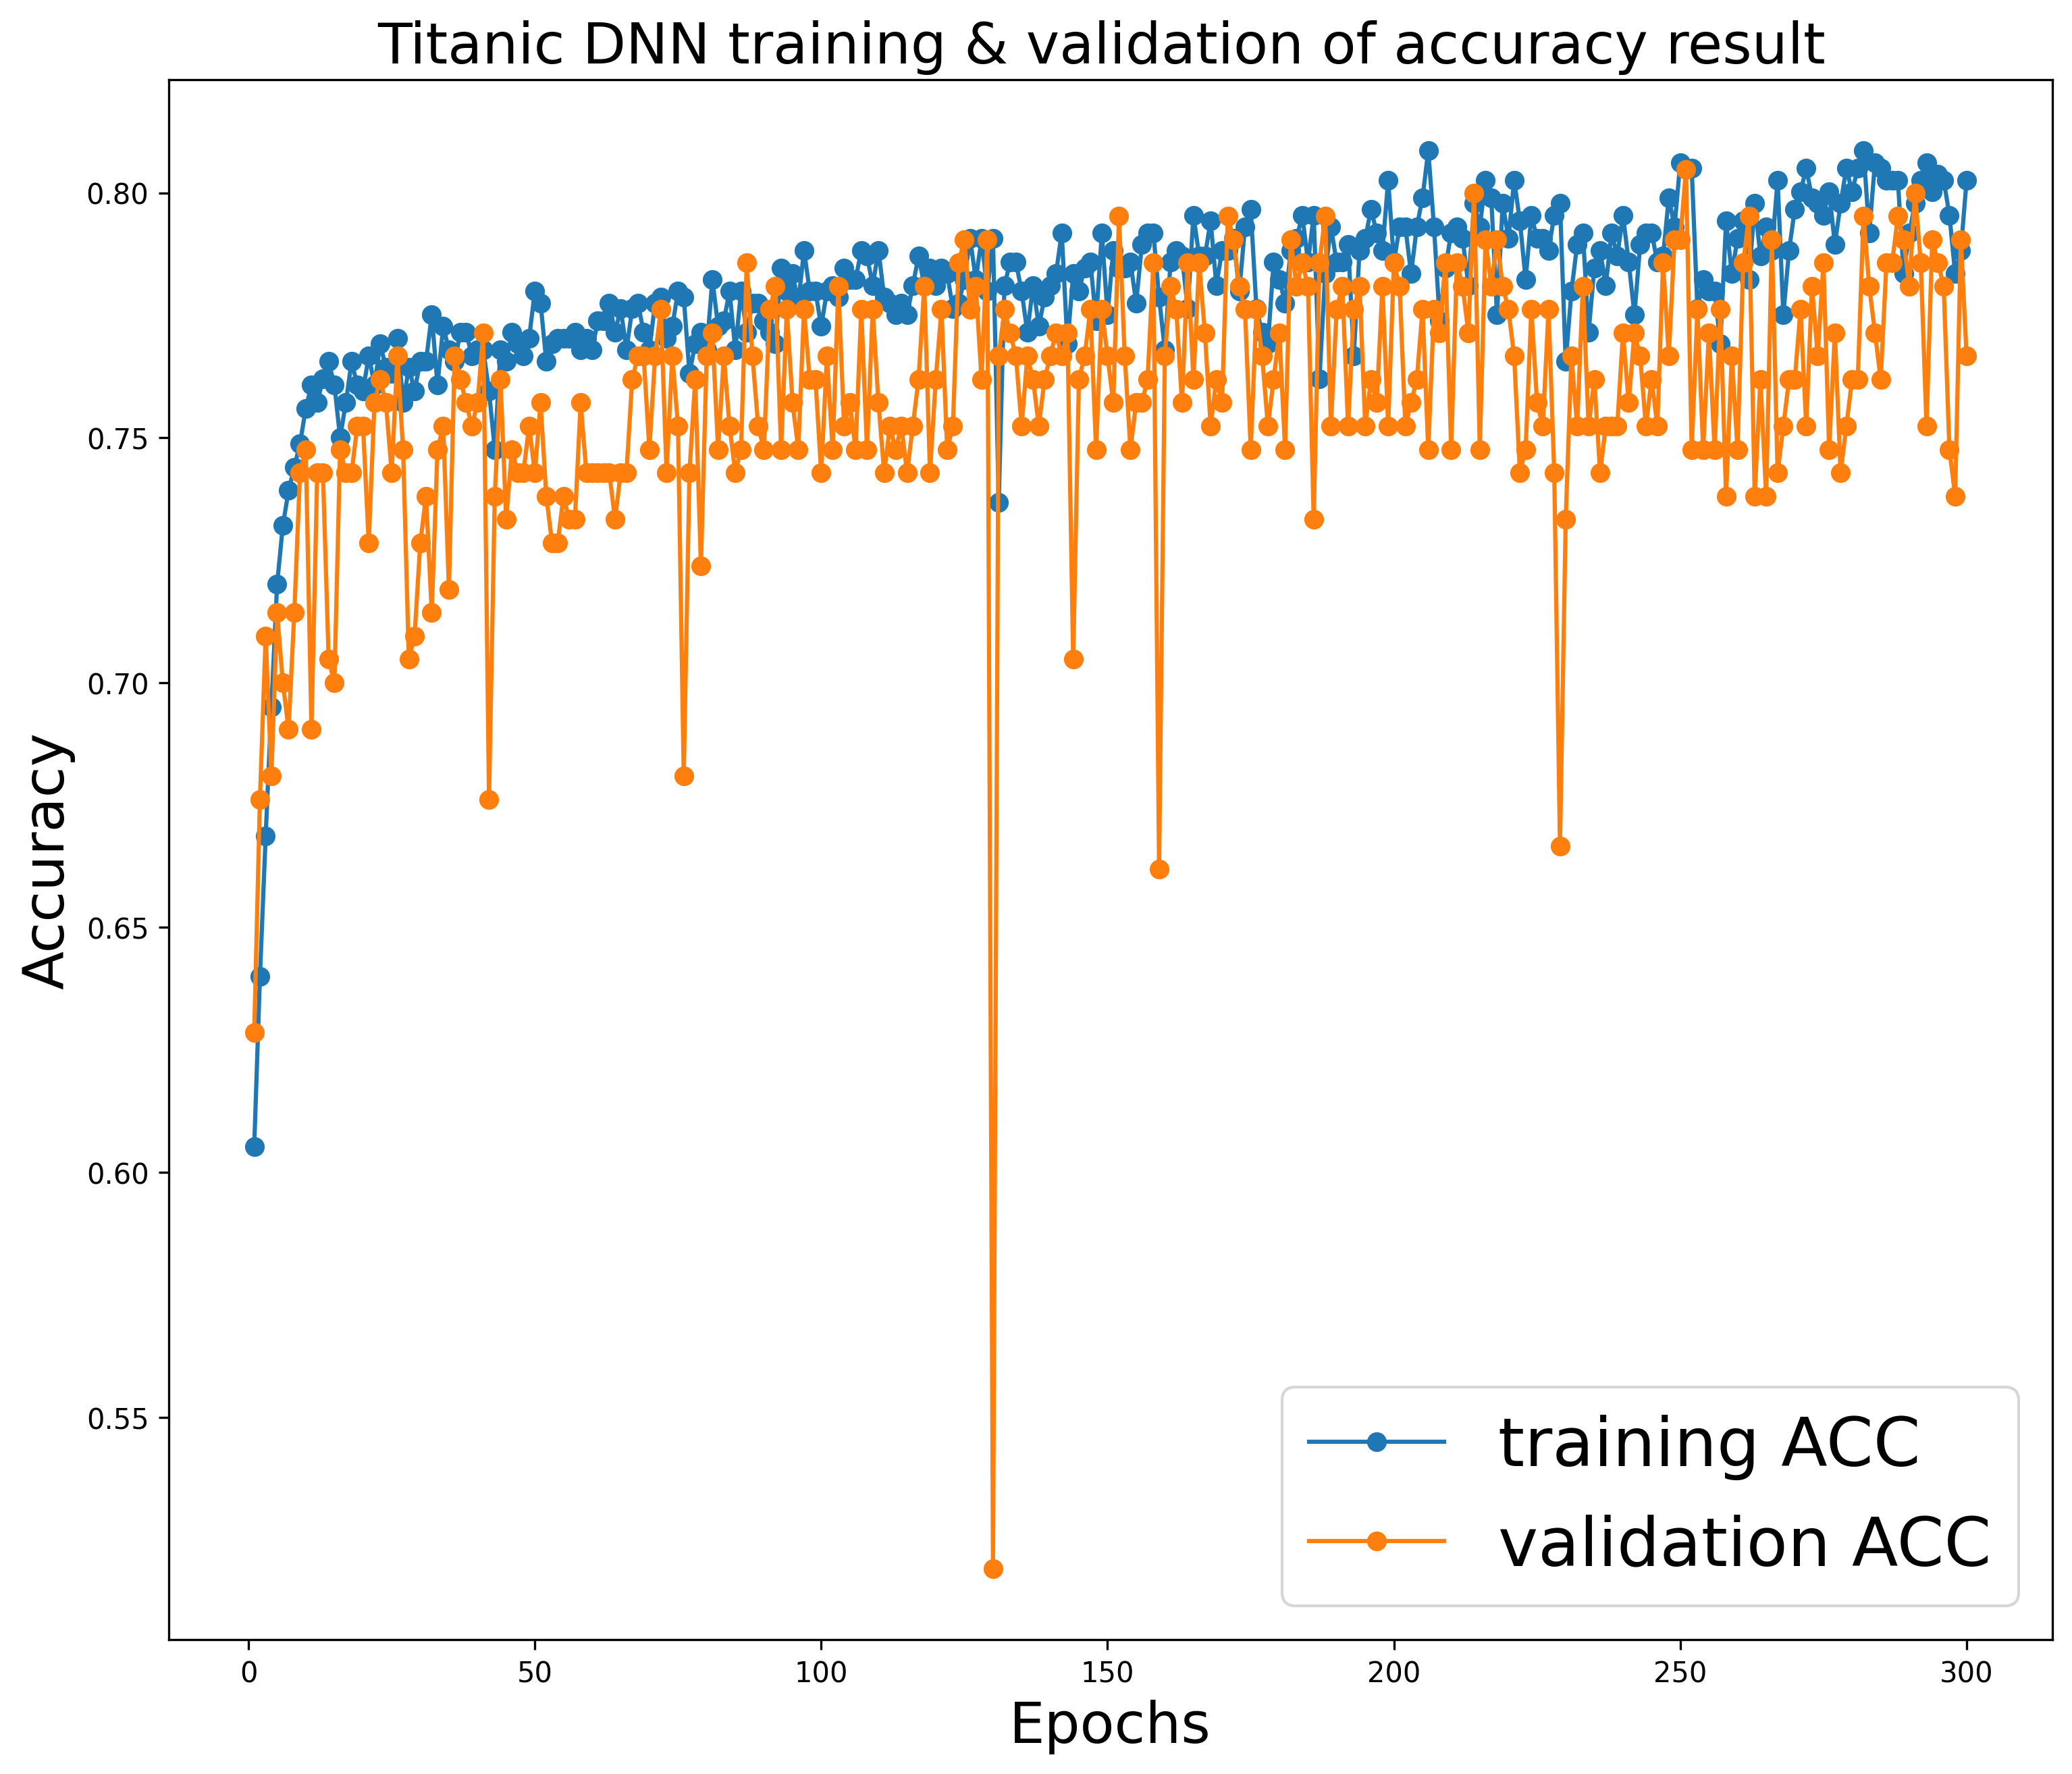 Titanic DNN training & validation of accuracy result
0.80
0.75
0.70
0.65
0.60
0.55
Accuracy
training ACC
validation ACC
0 50 100 150 200 250 300
Epochs